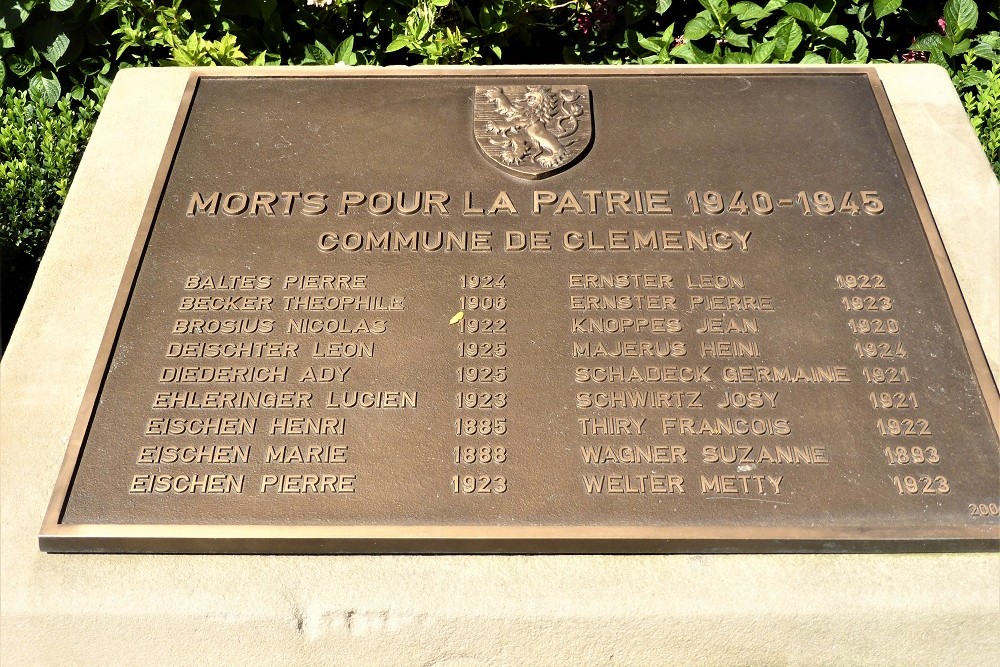 MORTS POUR LA PATRIE 1940-1945
COMMUNE DE CLEMENCY
BALTES PIERRE 1924
BECKER THEOPHILE 1906
BROSIUS NICOLAS 1922
DEISCHTER LEON 1925
DIEDERICH ADY 1925
EHLERINGER LUCIEN 1923
EISCHEN HENRI 1885
EISCHEN MARIE 1888
EISCHEN PIERRE 1923
ERNSTER LEON 1922
ERNSTER PIERRE 1923
KNOPPES JEAN 1920
MAJERUS HEINI 1924
SCHADECK GERMAINE 1921
SCHWIRTZ JOSY 1921
THIRY FRANCOIS 1922
WAGNER SUZANNE 1893
WELTER METTY 1923